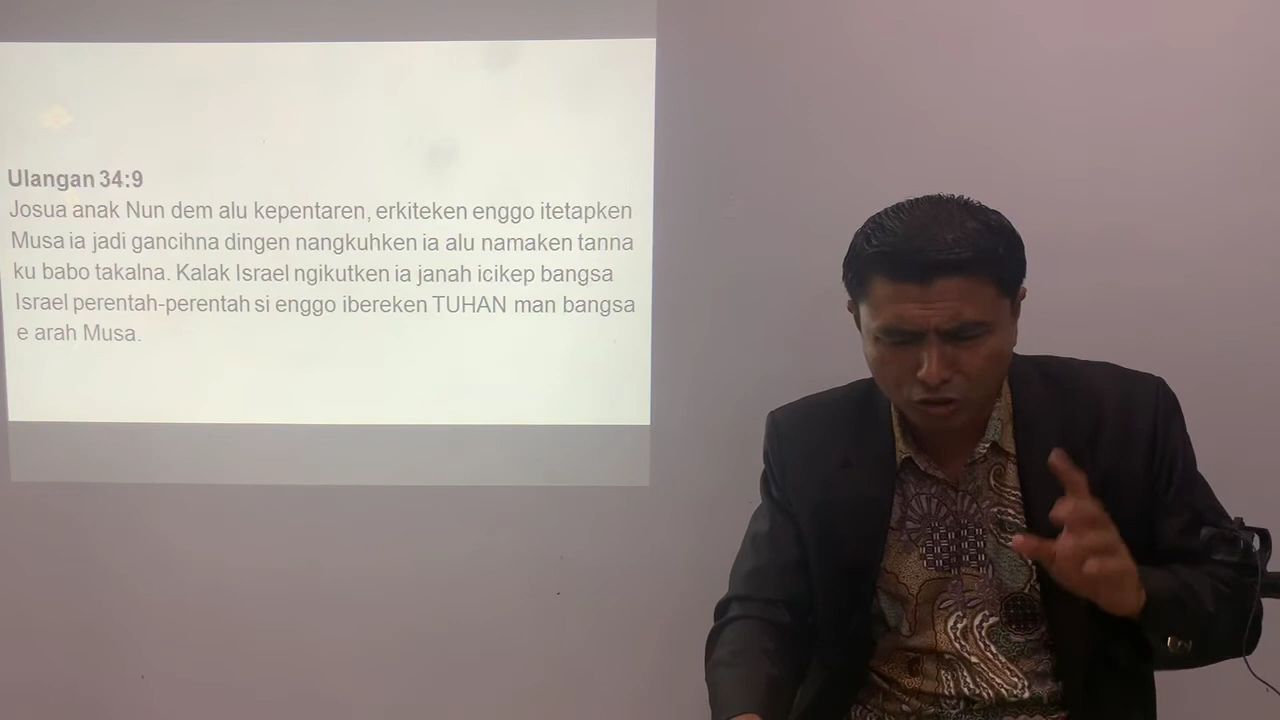 Ulangan 34:9
Josua anak Nun dem alu kepentaren, erkiteken enggo itetapken
Musa ia jadi gancihna dingen nangkuhken ia alu namaken tanna
ku babo takalna. Kalak Israel ngikutken ia janah icikep bangsa
Israel perentah-perentah si enggo ibereken TUHAN man bangsa
e arah Musa.